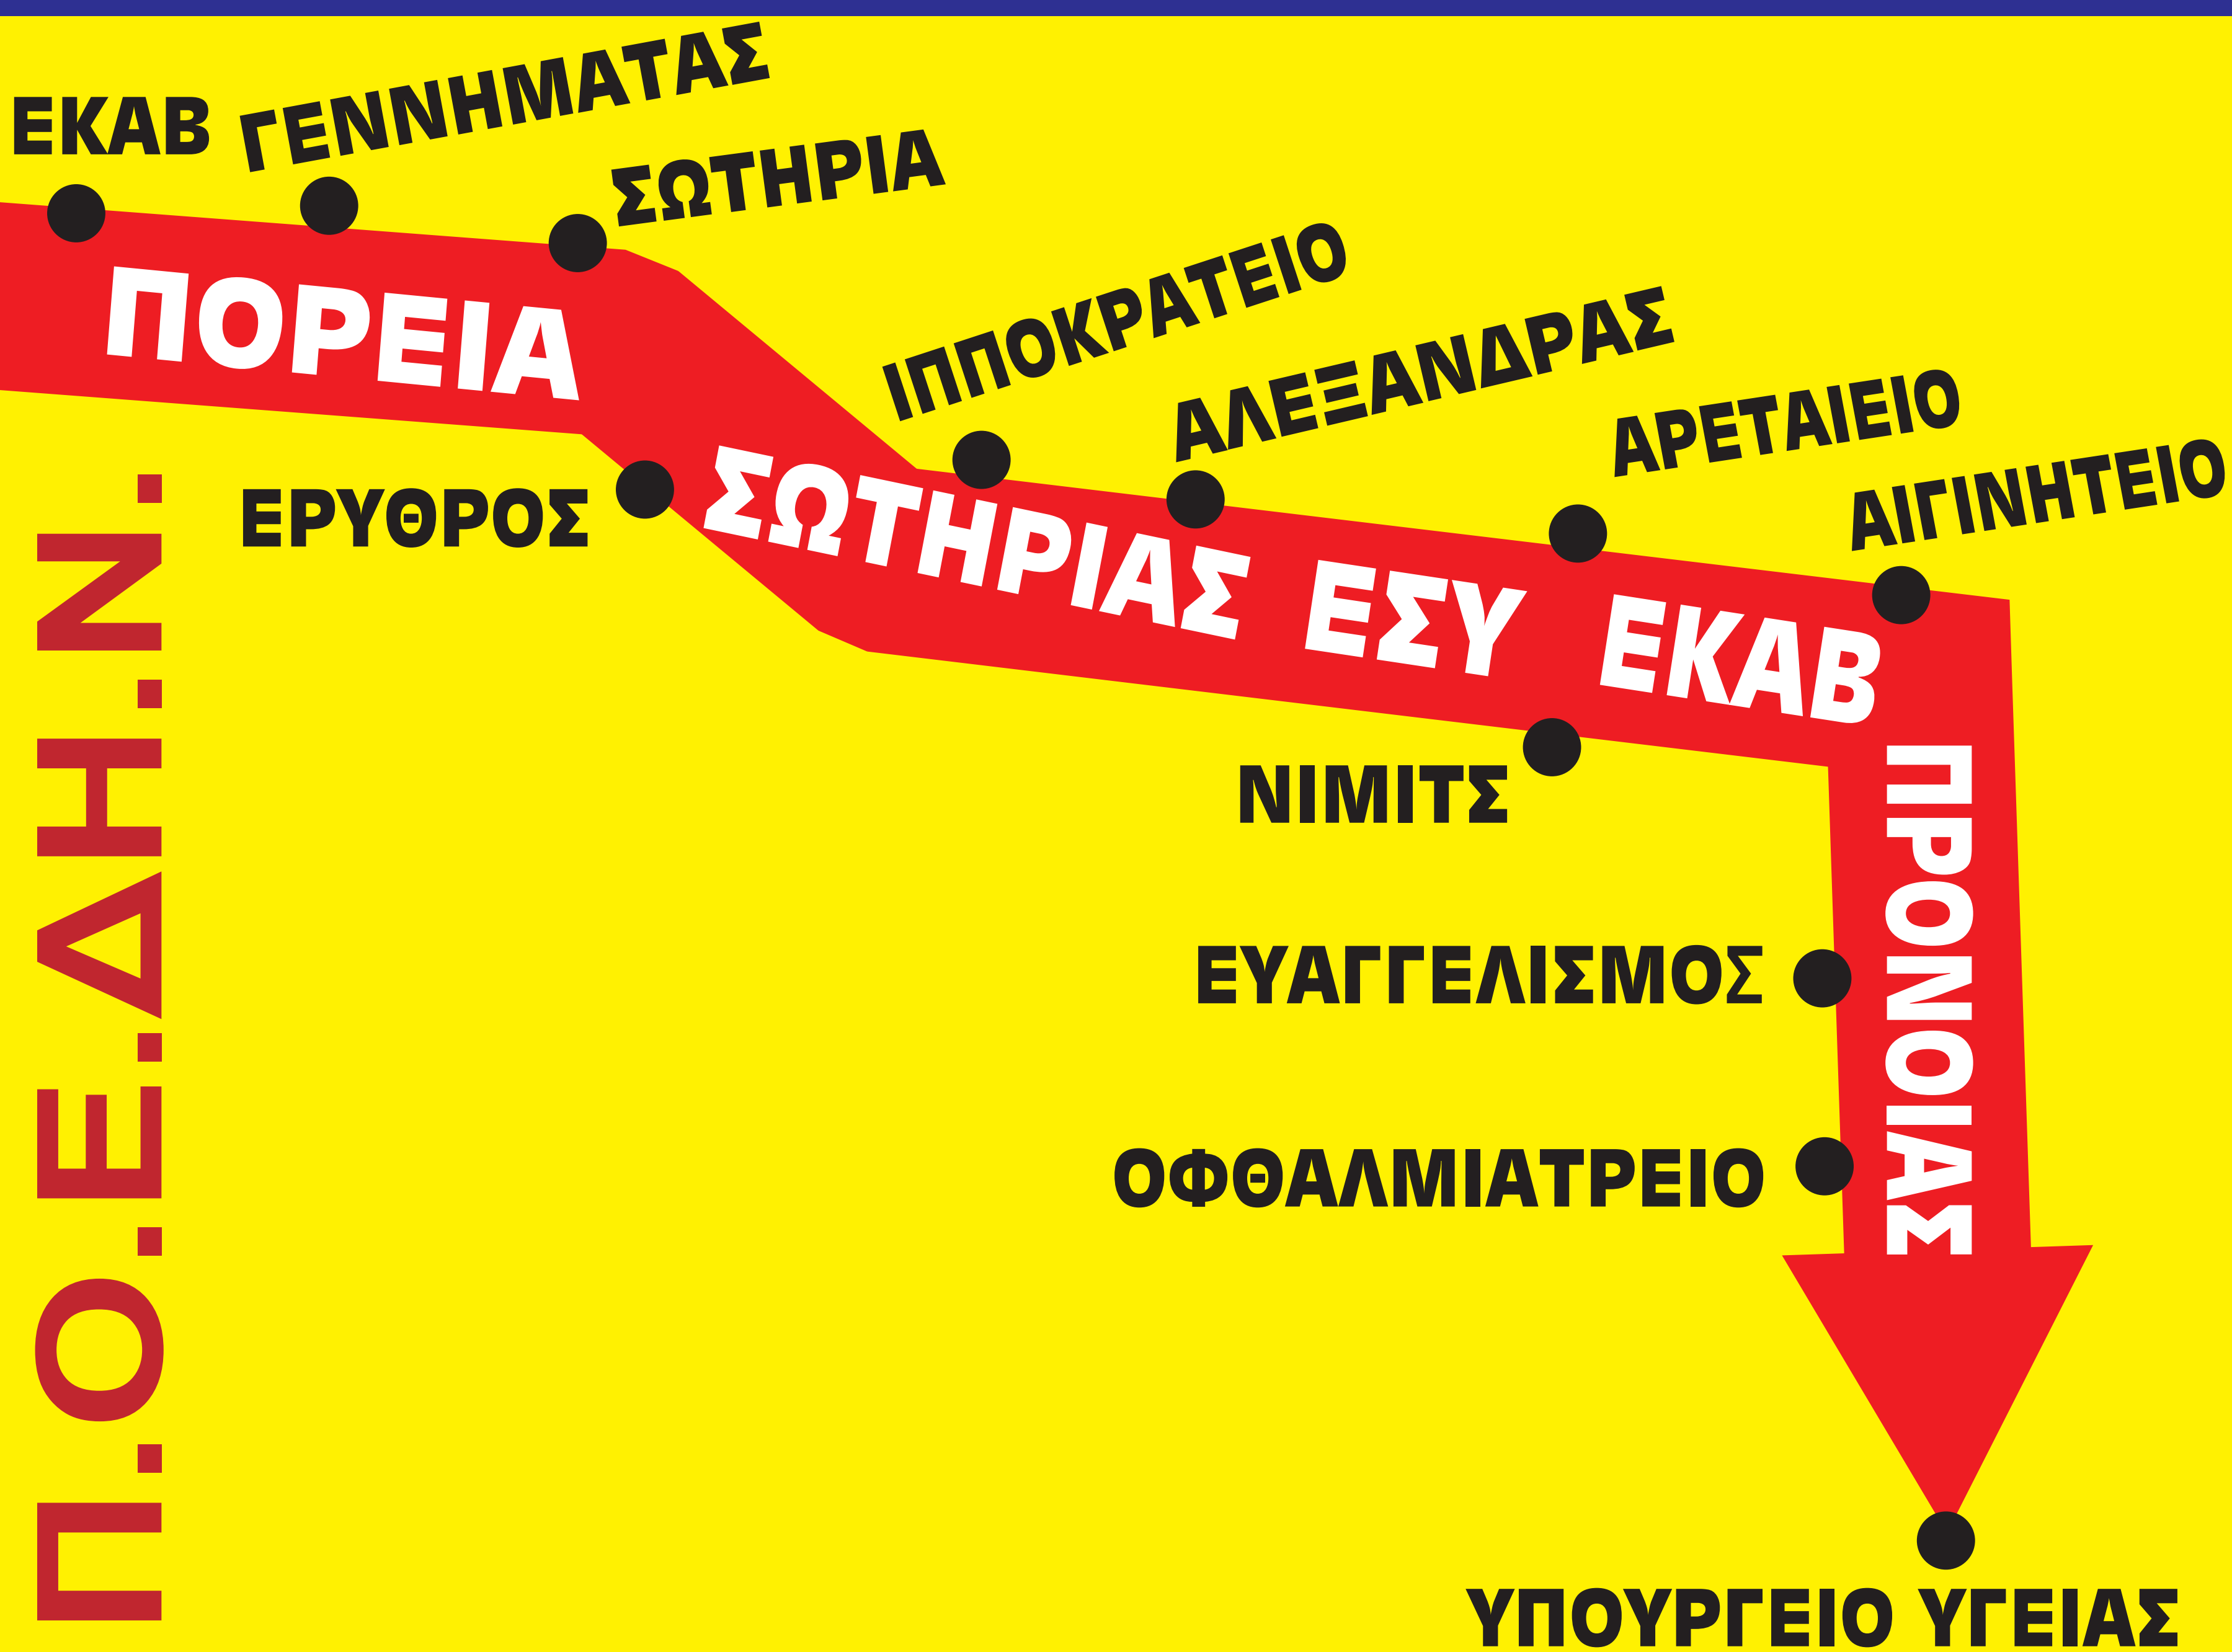 ΕΚΑΒ
ΓΕΝΝΗΜΑΤΑΣ
ΣΩΤΗΡΙΑ
ΙΠΠΟΚΡΑΤΕΙΟ
ΑΛΕΞΑΝΔΡΑΣ
ΑΡΕΤΑΙΕΙΟ
ΑΙΓΙΝΗΤΕΙΟ
ΠΟΡΕΙΑ
ΣΩΤΗΡΙΑΣ ΕΣΥ ΕΚΑΒ
ΠΡΟΝΟΙΑΣ
ΕΡΥΘΡΟΣ
ΝΙΜΙΤΣ
ΕΥΑΓΓΕΛΙΣΜΟΣ
ΟΦΘΑΛΜΙΑΤΡΕΙΟ
ΥΠΟΥΡΓΕΙΟ ΥΓΕΙΑΣ
Π.Ο.Ε.ΔΗ.Ν.